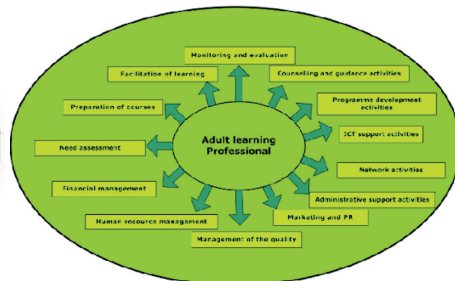 Monitoring and evaluation
Facilitation of learning
Counselling and guidance activities
Preparation of courses
Programme development
activities
Adult learning
Professional
ICT support activities
Need assessment
Network activities
Financial management
Administrative support activities
Human resource management
Marketing and PR
Management of the quality